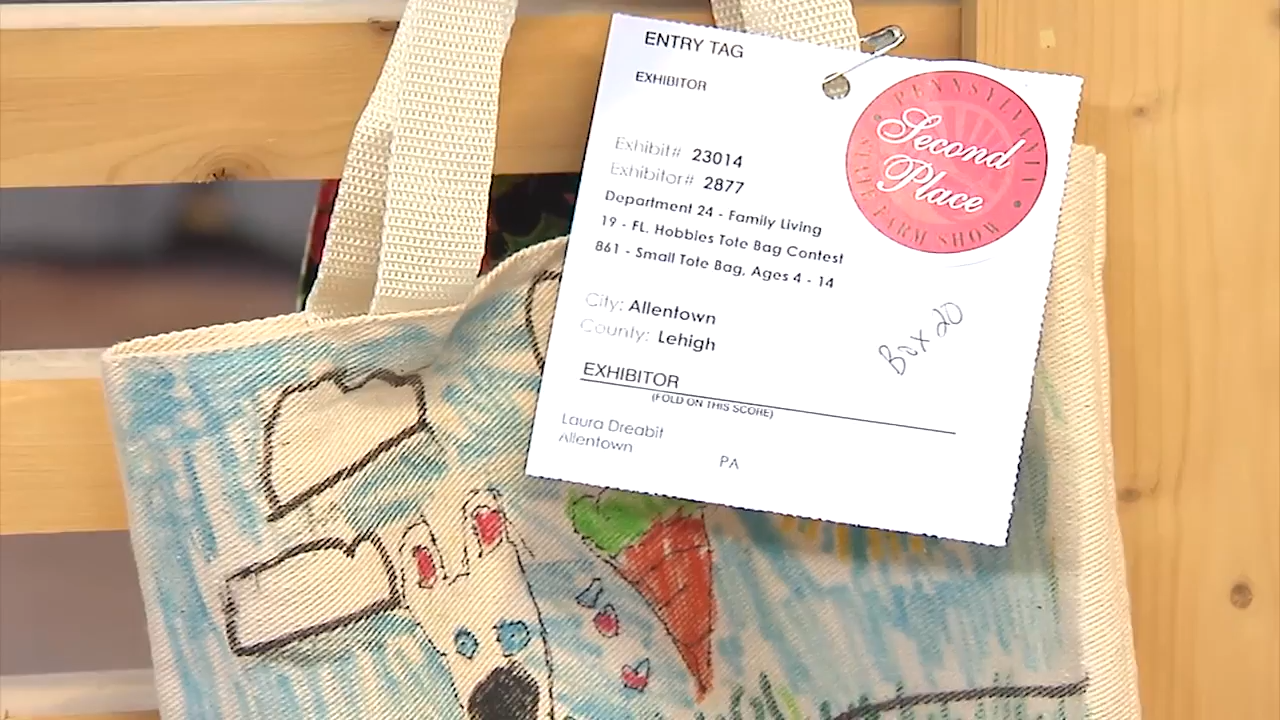 ENTRY TAG
EXHIBITOR
Exhibit# 23014
Exhibitor# 2877
Department 24 - Family Living
19 - FL. Hobbies Tote Bag Contest
861 - Small Tote Bag, Ages 4 - 14
City: Allentown
County: Lehigh
EXHIBITOR
(FOLD ON THIS SCORE)
Laura Dreabit
Allentown PA
PENNSYLVANIA
Second
Place
STATE FARM SHOW
Box 20